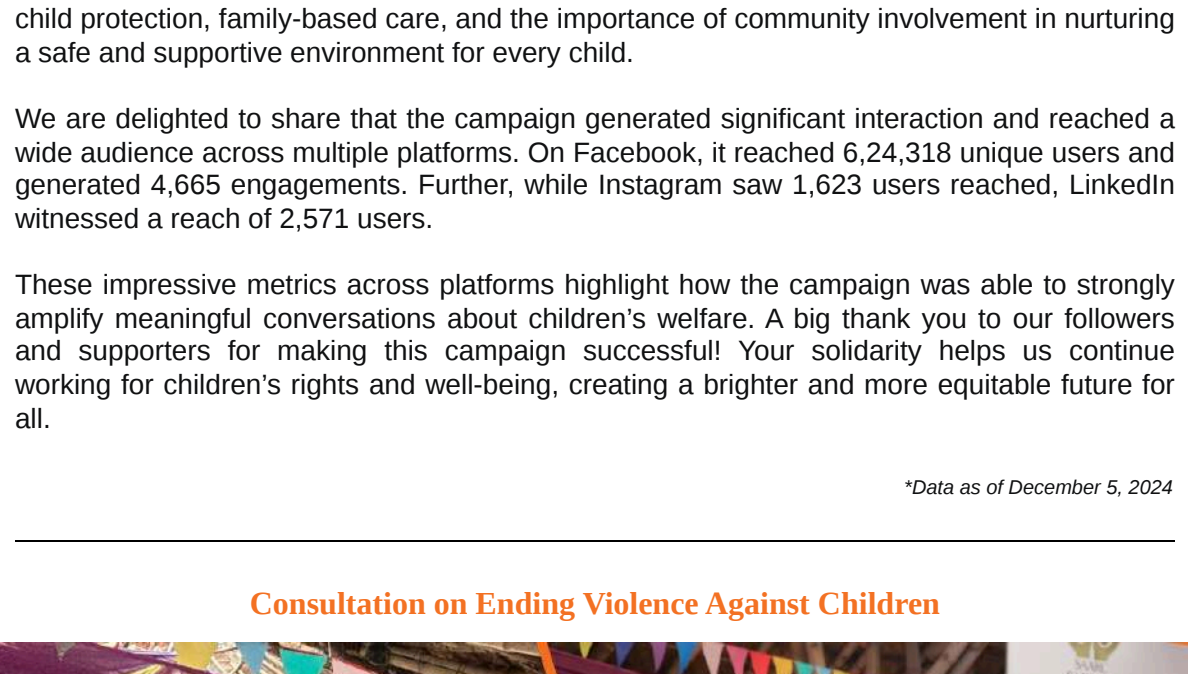 child protection, family-based care, and the importance of community involvement in nurturing
a safe and supportive environment for every child.
We are delighted to share that the campaign generated significant interaction and reached a
wide audience across multiple platforms. On Facebook, it reached 6,24,318 unique users and
generated 4,665 engagements. Further, while Instagram saw 1,623 users reached, LinkedIn
witnessed a reach of 2,571 users.
These impressive metrics across platforms highlight how the campaign was able to strongly
amplify meaningful conversations about children’s welfare. A big thank you to our followers
and supporters for making this campaign successful! Your solidarity helps us continue
working for children’s rights and well-being, creating a brighter and more equitable future for
all.
*Data as of December 5, 2024
Consultation on Ending Violence Against Children